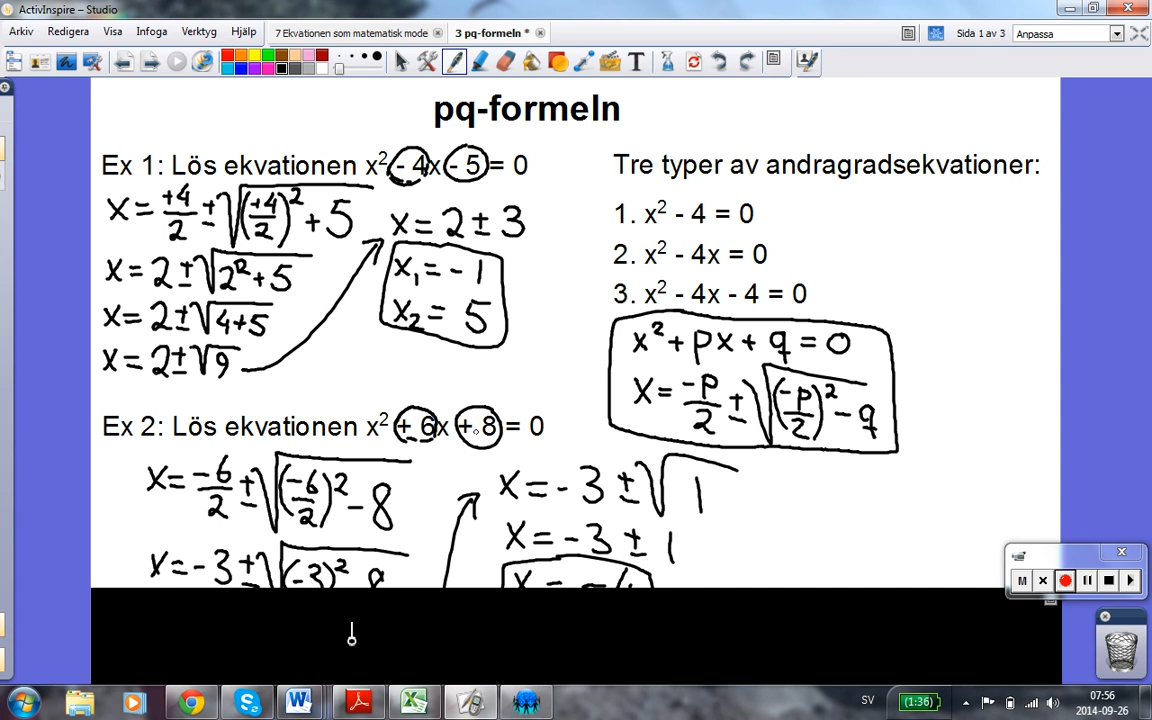 ActivInspire – Studio
Arkiv Redigera Visa Infoga Verktyg Hjälp
7 Ekvationen som matematisk mode
3 pq-formeln *
Sida 1 av 3
Anpassa
pq-formeln
Ex 1: Lös ekvationen x² - 4x - 5 = 0
x = +4/2 ± √((+4/2)² + 5
x = 2 ± √2² + 5
x = 2 ± √4+5
x = 2 ± √9
x = 2 ± 3
x₁ = - 1
x₂ = 5
Ex 2: Lös ekvationen x² + 6x + 8 = 0
x = -6/2 ± √(-6/2)² - 8
x = -3 ± √(-3)² 8
x = - 3 ± √1
x = -3 ± 1
Tre typer av andragradsekvationer:
1. x² - 4 = 0
2. x² - 4x = 0
3. x² - 4x - 4 = 0
x² + px + q = 0
x = -p/2 ± √(-p/2)² - q
M
SV
(1:36)
07:56
2014-09-26